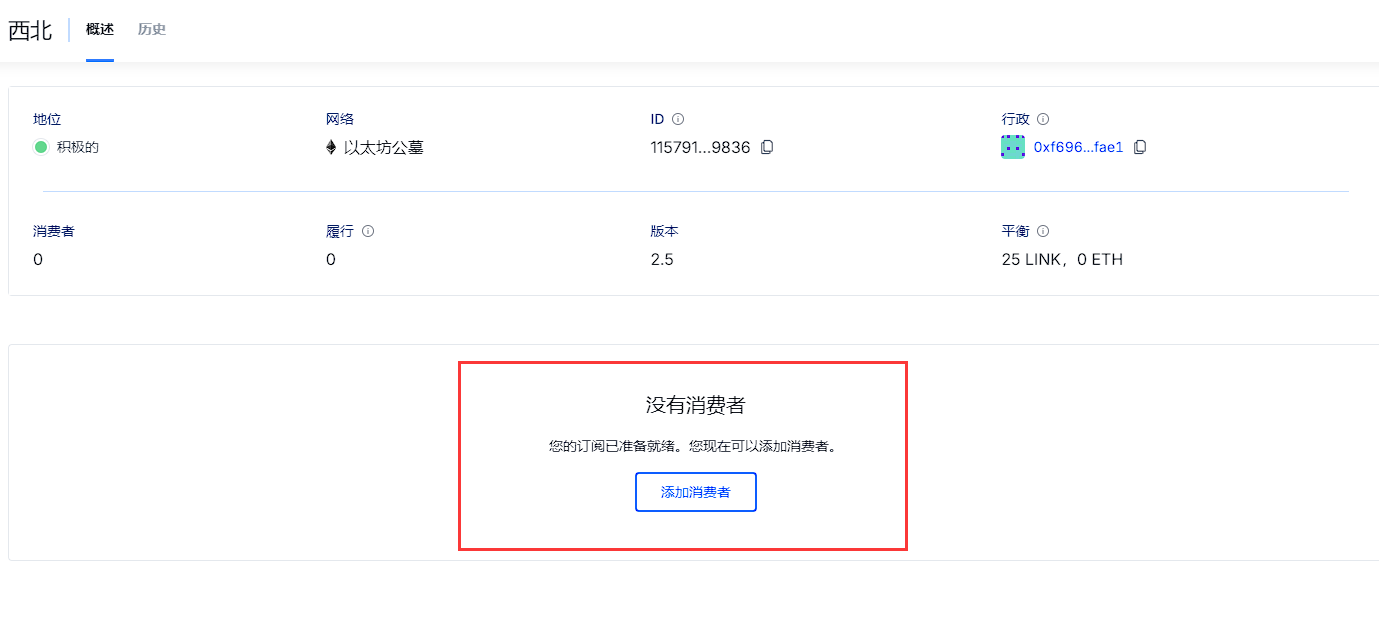 西北 概述 历史
地位 网络 ID 行政
积极的 以太坊公墓 115791...9836 0xf696...fae1
消费者 履行 版本 平衡
0 0 2.5 25 LINK，0 ETH
没有消费者
您的订阅已准备就绪。您现在可以添加消费者。
添加消费者